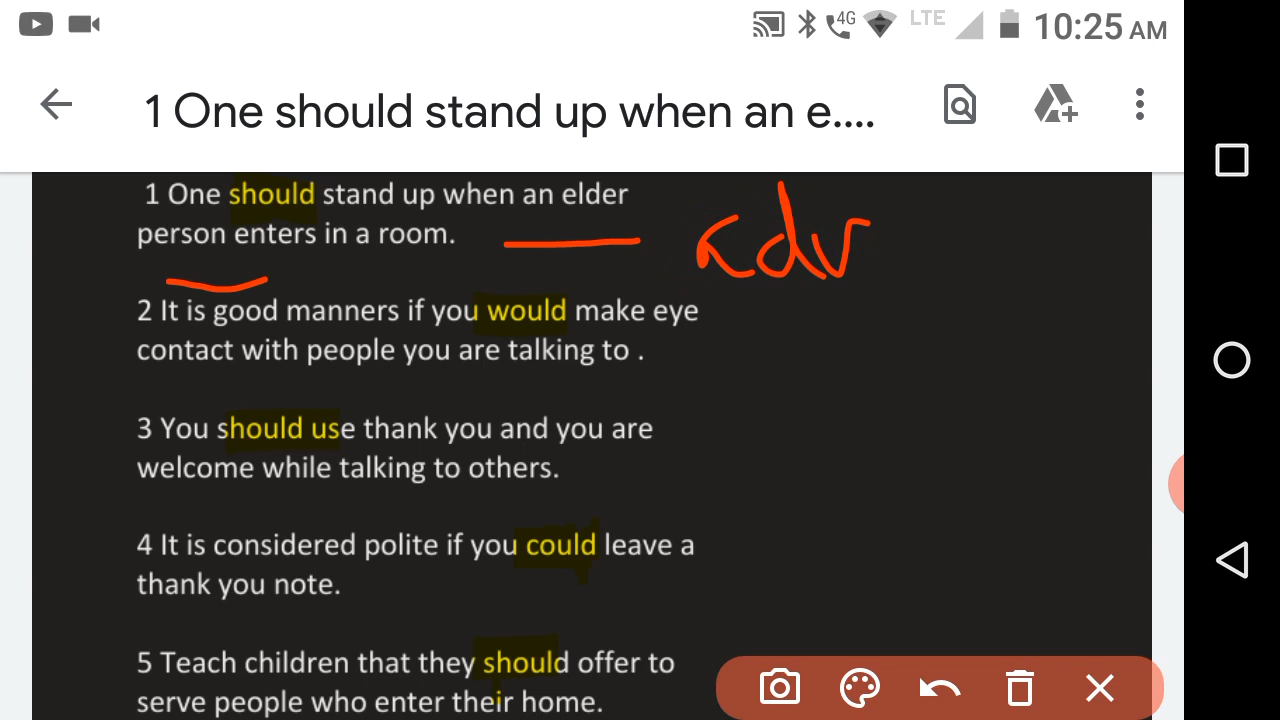 4G LTE 10:25 AM
1 One should stand up when an e....
1 One should stand up when an elder
person enters in a room.
adv
2 It is good manners if you would make eye
contact with people you are talking to .
3 You should use thank you and you are
welcome while talking to others.
4 It is considered polite if you could leave a
thank you note.
5 Teach children that they should offer to
serve people who enter their home.